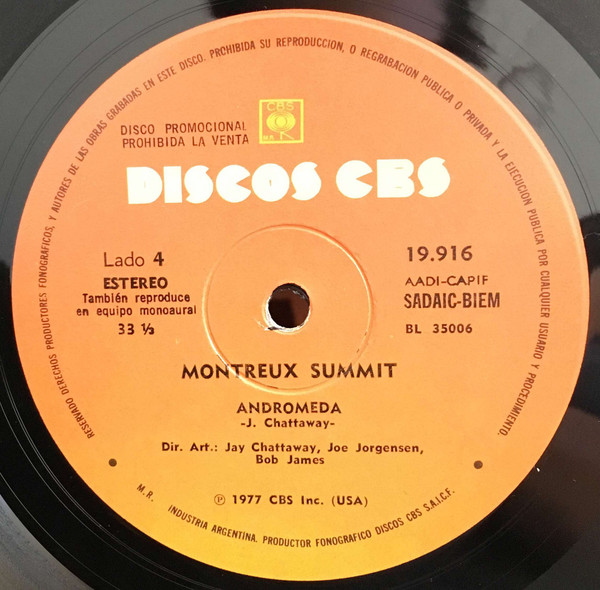 RESERVADO DERECHOS PRODUCTORES FONOGRAFICOS, Y AUTORES DE LAS OBRAS GRABADAS EN ESTE DISCO. PROHIBIDA SU REPRODUCCION, O REGRABACION PUBLICA O PRIVADA Y LA EJECUCION PUBLICA POR CUALQUIER USUARIO Y PROCEDIMIENTO.
CBS
M.R.
DISCO PROMOCIONAL
PROHIBIDA LA VENTA
DISCOS CBS
Lado 4
ESTEREO
También reproduce
en equipo monoaural
33 ⅓
19.916
AADI-CAPIF
SADAIC-BIEM
BL 35006
MONTREUX SUMMIT
ANDROMEDA
-J. Chattaway-
Dir. Art.: Jay Chattaway, Joe Jorgensen,
Bob James
Ⓟ 1977 CBS Inc. (USA)
M.R. INDUSTRIA ARGENTINA. PRODUCTOR FONOGRAFICO DISCOS CBS S.A.I.C.F.